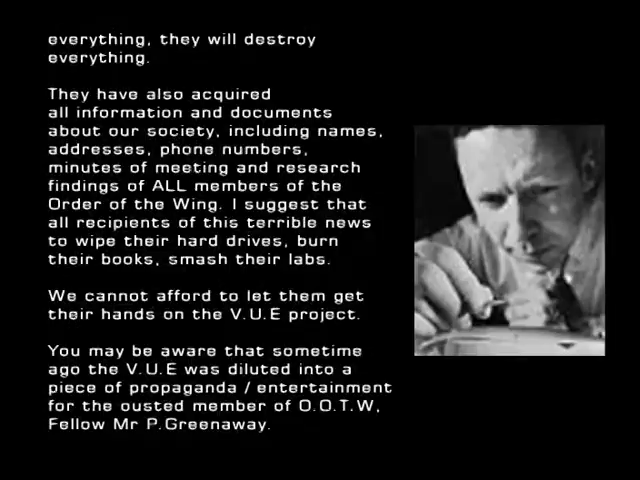 everything, they will destroy
everything.
They have also acquired
all information and documents
about our society, including names,
addresses, phone numbers,
minutes of meeting and research
findings of ALL members of the
Order of the Wing. I suggest that
all recipients of this terrible news
to wipe their hard drives, burn
their books, smash their labs.
We cannot afford to let them get
their hands on the V.U.E project.
You may be aware that sometime
ago the V.U.E was diluted into a
piece of propaganda / entertainment
for the ousted member of O.O.T.W,
Fellow Mr P.Greenaway.